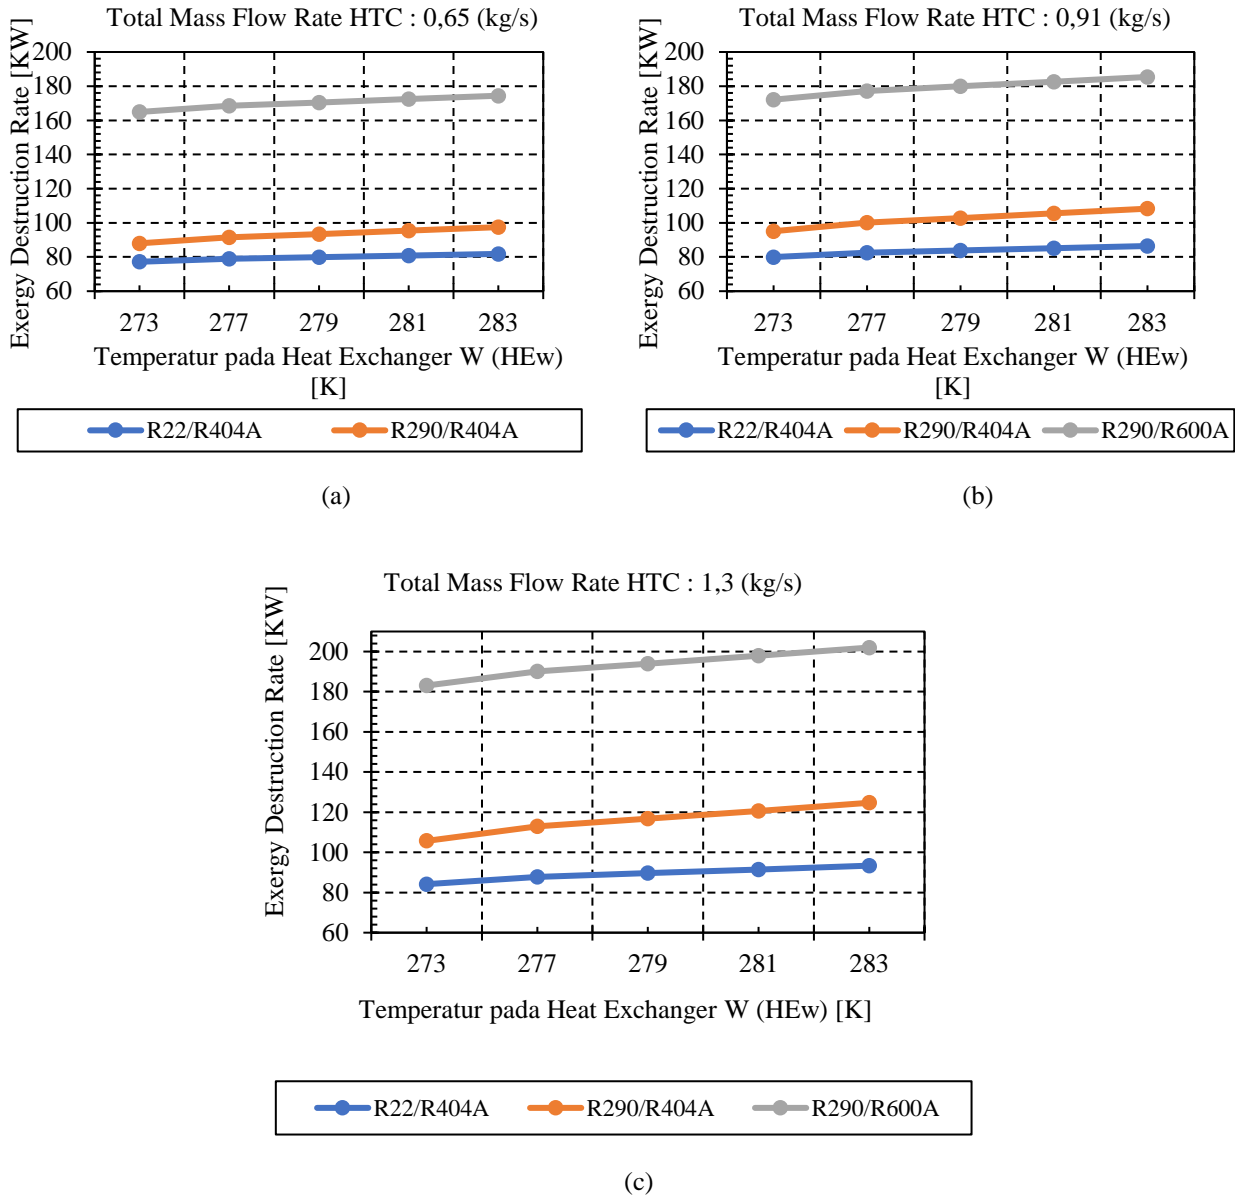 Total Mass Flow Rate HTC : 0,65 (kg/s)
Exergy Destruction Rate [KW]
200
180
160
140
120
100
80
60
273 277 279 281 283
Temperatur pada Heat Exchanger W (HEw)
[K]
R22/R404A R290/R404A
(a)
Total Mass Flow Rate HTC : 0,91 (kg/s)
Exergy Destruction Rate [KW]
200
180
160
140
120
100
80
60
273 277 279 281 283
Temperatur pada Heat Exchanger W (HEw)
[K]
R22/R404A R290/R404A R290/R600A
(b)
Total Mass Flow Rate HTC : 1,3 (kg/s)
Exergy Destruction Rate [KW]
200
180
160
140
120
100
80
60
273 277 279 281 283
Temperatur pada Heat Exchanger W (HEw) [K]
R22/R404A R290/R404A R290/R600A
(c)